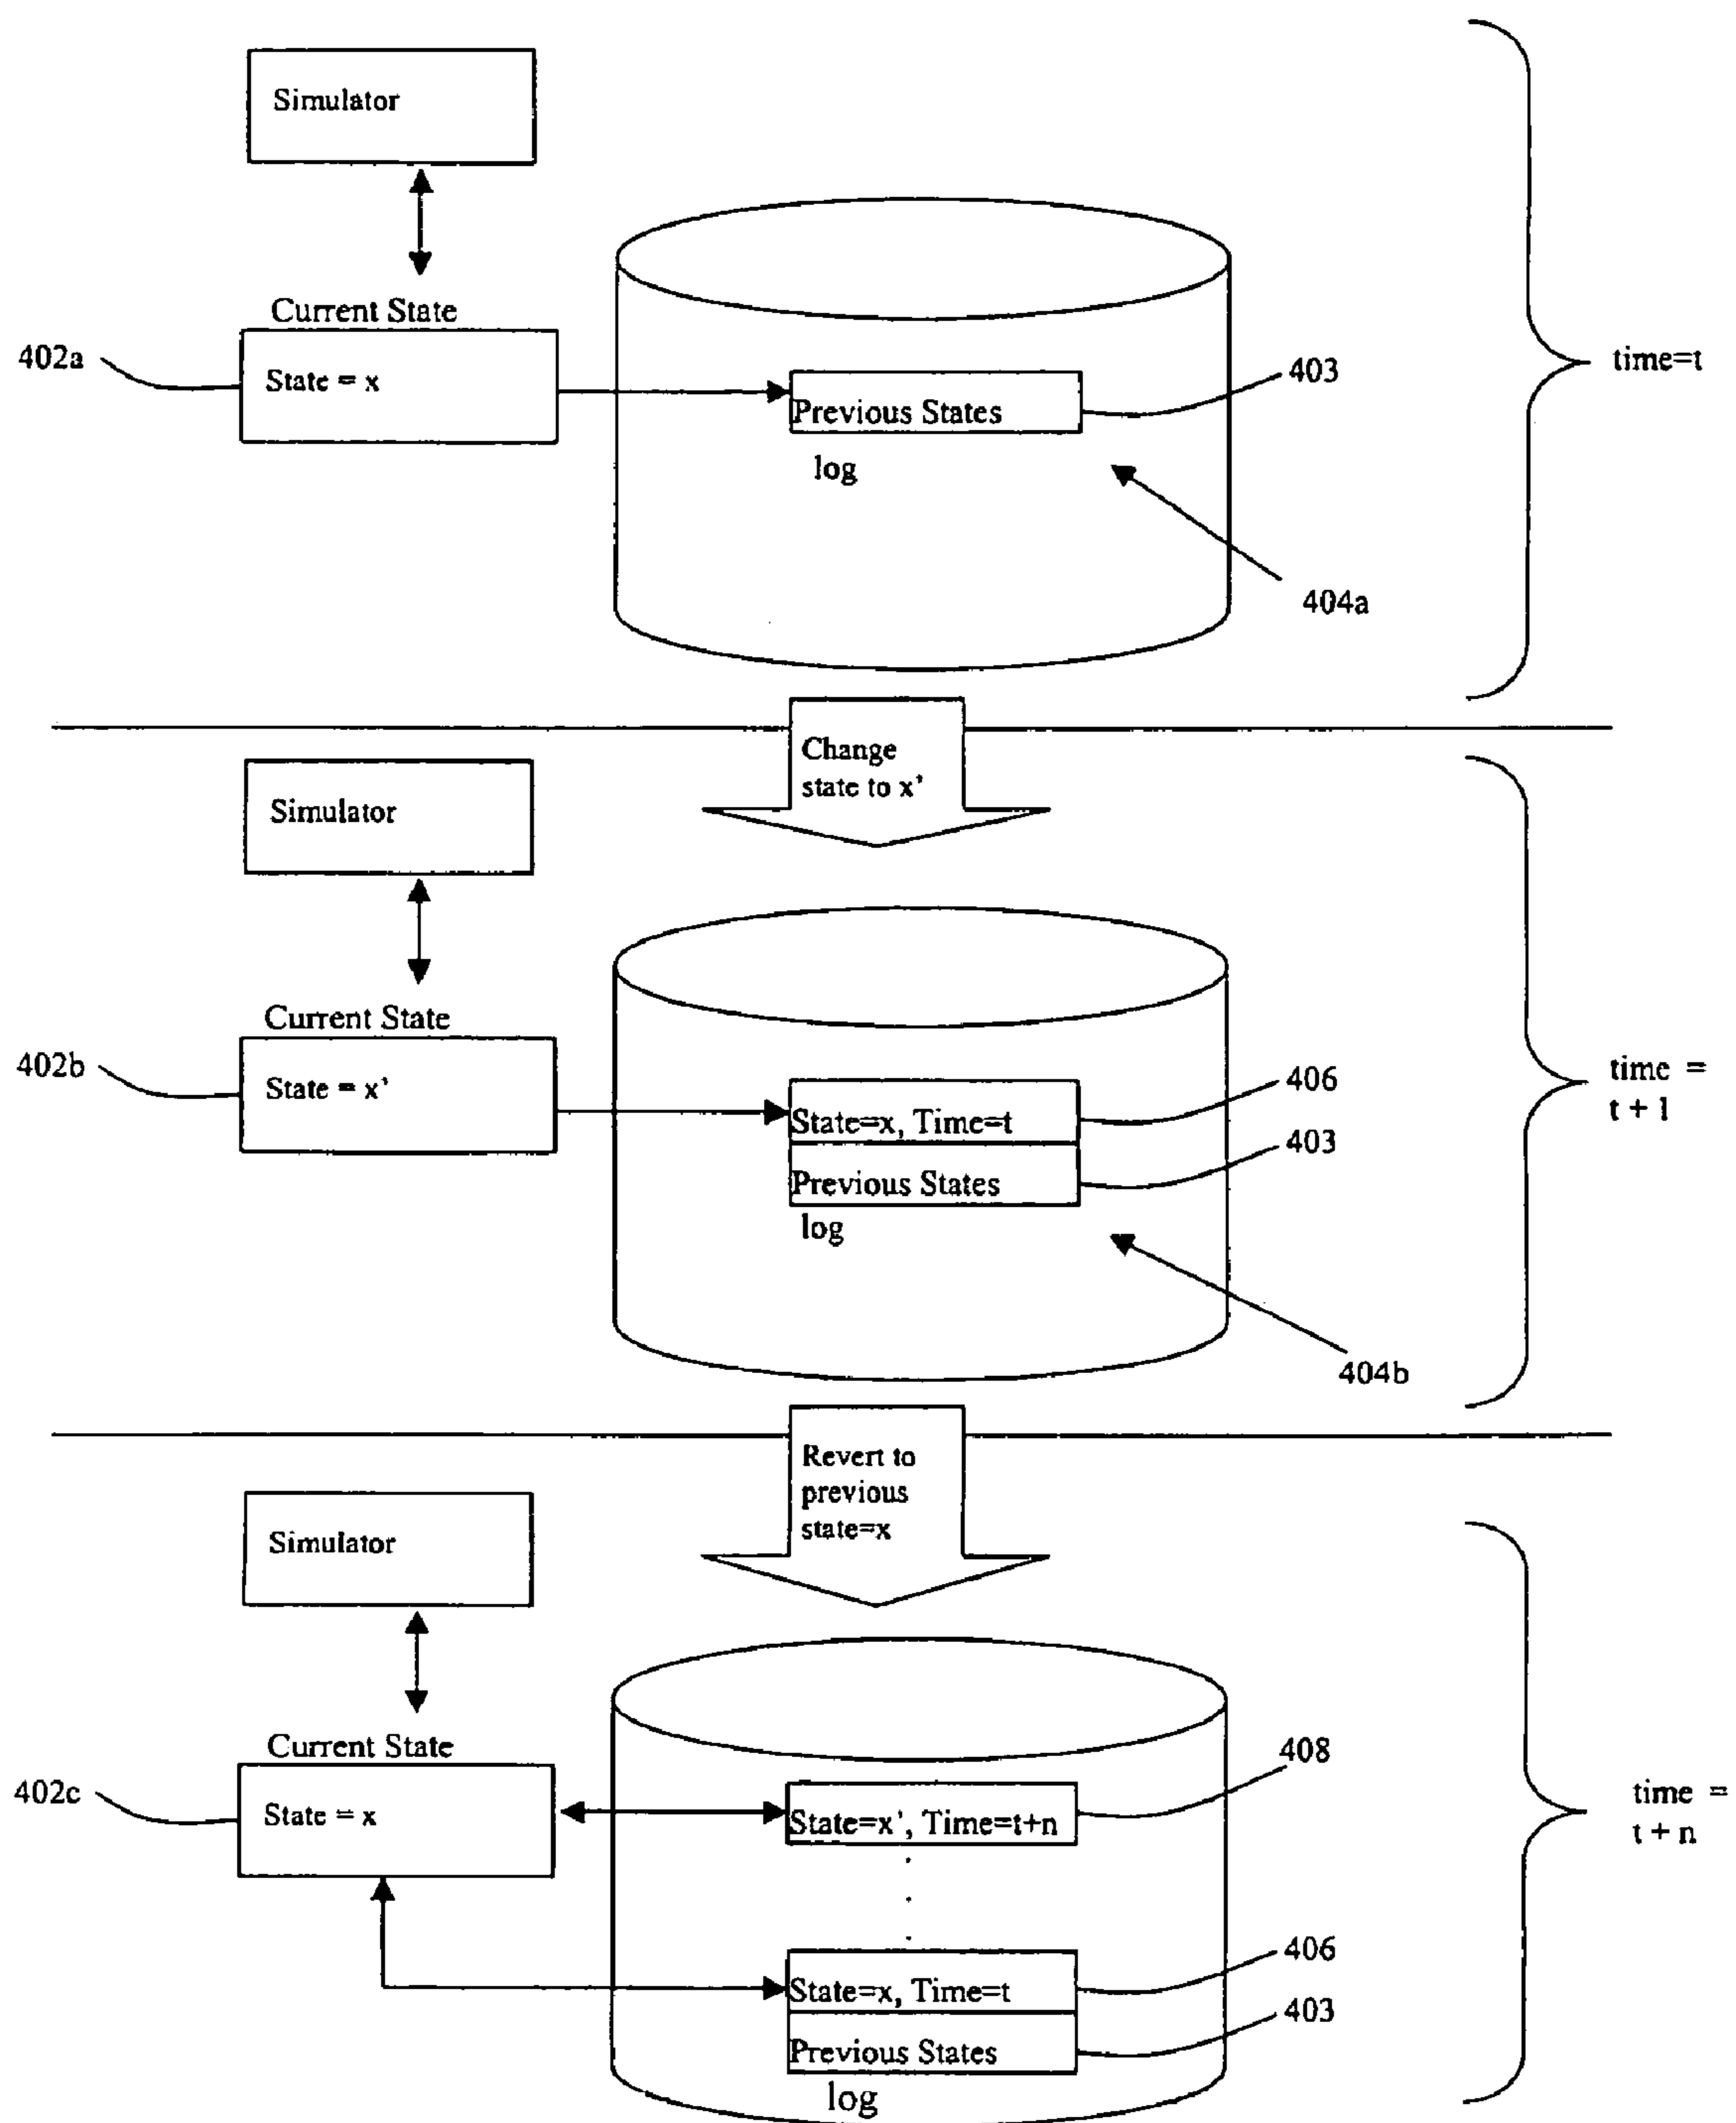 Simulator
Current State
402a
State = x
Previous States
log
403
404a
time=t
Change
state to x’
Simulator
Current State
402b
State = x’
State=x, Time=t
Previous States
log
406
403
404b
time =
t + 1
Revert to
previous
state=x
Simulator
Current State
402c
State = x
State=x’, Time=t+n
408
State=x, Time=t
Previous States
log
406
403
time =
t + n